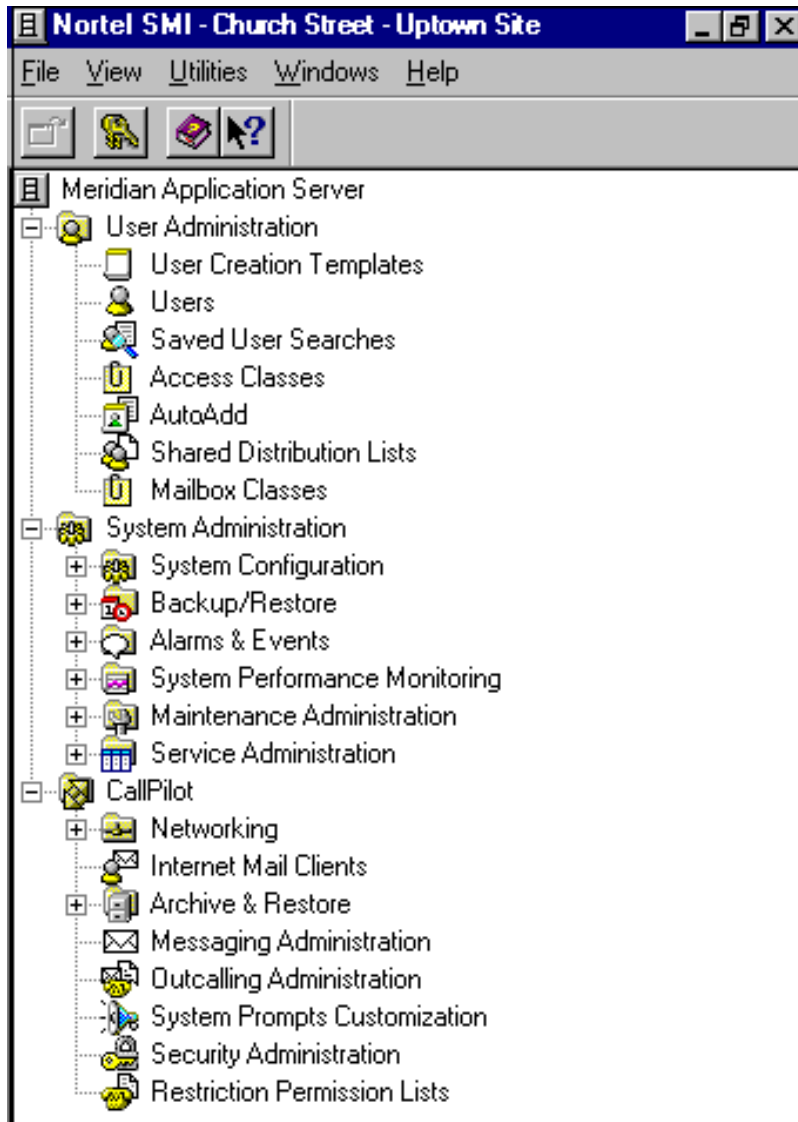 Nortel SMI - Church Street - Uptown Site
File View Utilities Windows Help
Meridian Application Server
User Administration
User Creation Templates
Users
Saved User Searches
Access Classes
AutoAdd
Shared Distribution Lists
Mailbox Classes
System Administration
System Configuration
Backup/Restore
Alarms & Events
System Performance Monitoring
Maintenance Administration
Service Administration
CallPilot
Networking
Internet Mail Clients
Archive & Restore
Messaging Administration
Outcalling Administration
System Prompts Customization
Security Administration
Restriction Permission Lists